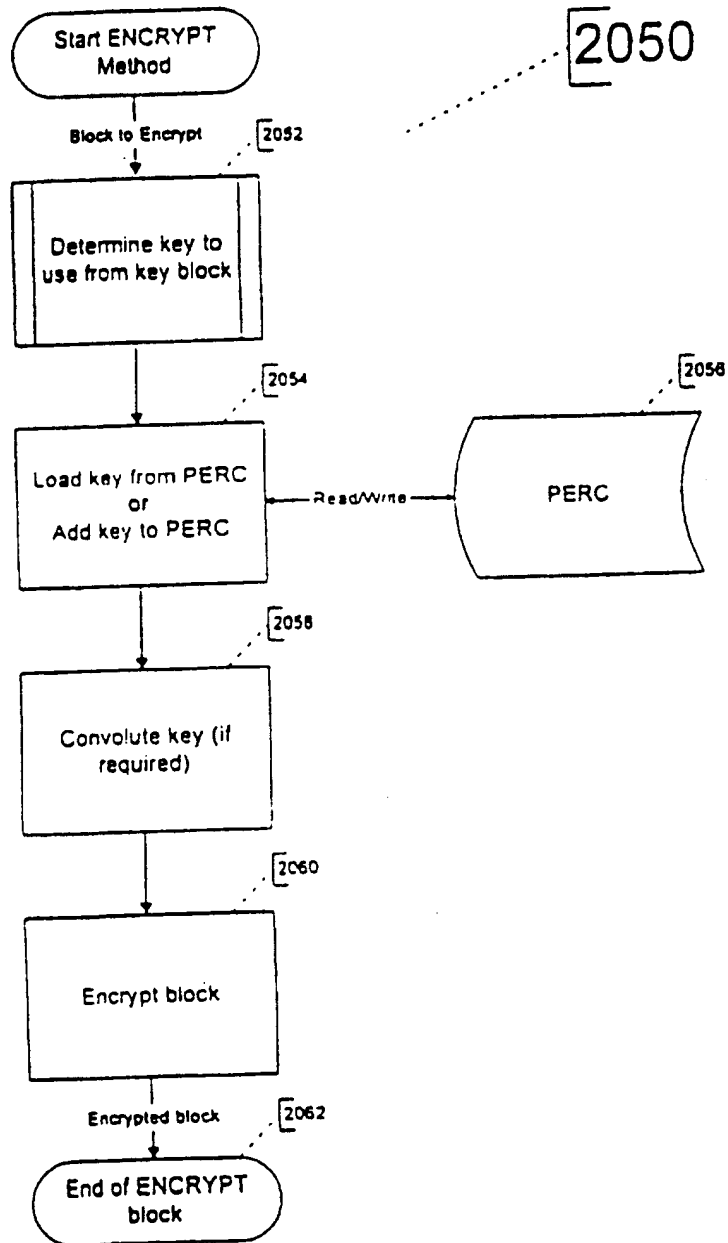 Start ENCRYPT
Method
2050
Block to Encrypt
2052
Determine key to
use from key block
2054
Load key from PERC
or
Add key to PERC
Read/Write
2056
PERC
2058
Convolute key (if
required)
2060
Encrypt block
Encrypted block
2062
End of ENCRYPT
block